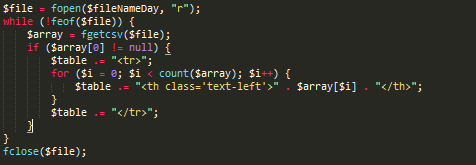 $file = fopen($fileNameDay, "r");
while (!feof($file)) {
$array = fgetcsv($file);
if ($array[0] != null) {
$table .= "<tr>";
for ($i = 0; $i < count($array); $i++) {
$table .= "<th class='text-left'>" . $array[$i] . "</th>";
}
$table .= "</tr>";
}
}
fclose($file);